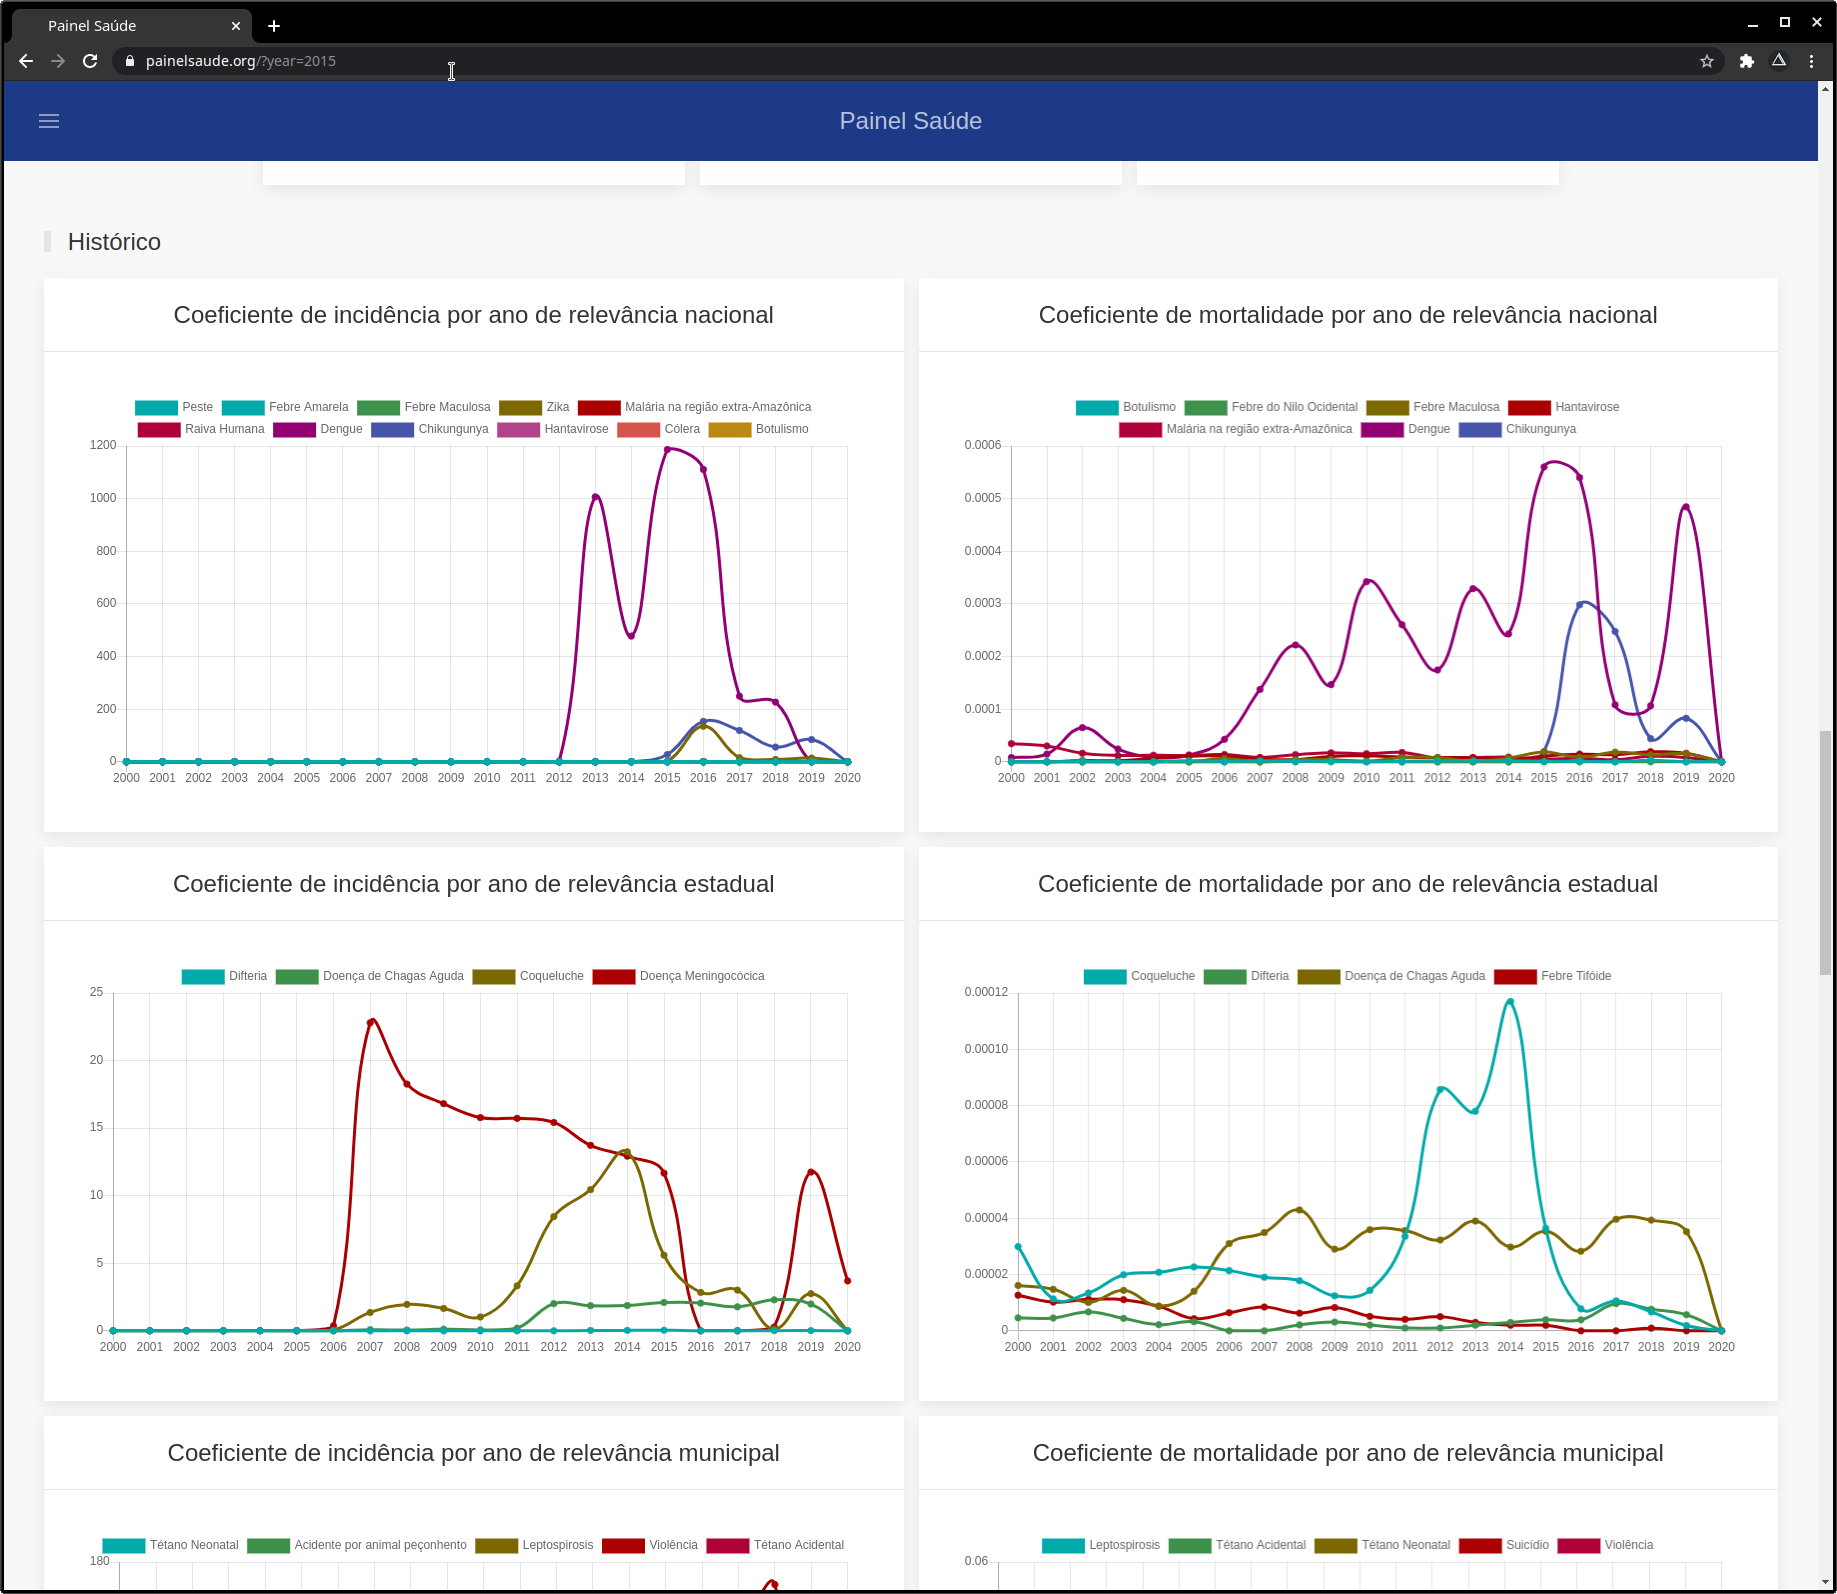 Painel Saúde
painelsaude.org/?year=2015
Painel Saúde
Histórico
Coeficiente de incidência por ano de relevância nacional
Peste Febre Amarela Febre Maculosa Zika Malária na região extra-Amazônica
Raiva Humana Dengue Chikungunya Hantavirose Cólera Botulismo
1200
1000
800
600
400
200
0
2000 2001 2002 2003 2004 2005 2006 2007 2008 2009 2010 2011 2012 2013 2014 2015 2016 2017 2018 2019 2020
Coeficiente de mortalidade por ano de relevância nacional
Botulismo Febre do Nilo Ocidental Febre Maculosa Hantavirose
Malária na região extra-Amazônica Dengue Chikungunya
0.0006
0.0005
0.0004
0.0003
0.0002
0.0001
0
2000 2001 2002 2003 2004 2005 2006 2007 2008 2009 2010 2011 2012 2013 2014 2015 2016 2017 2018 2019 2020
Coeficiente de incidência por ano de relevância estadual
Difteria Doença de Chagas Aguda Coqueluche Doença Meningocócica
25
20
15
10
5
0
2000 2001 2002 2003 2004 2005 2006 2007 2008 2009 2010 2011 2012 2013 2014 2015 2016 2017 2018 2019 2020
Coeficiente de mortalidade por ano de relevância estadual
Coqueluche Difteria Doença de Chagas Aguda Febre Tifóide
0.00012
0.00010
0.00008
0.00006
0.00004
0.00002
0
2000 2001 2002 2003 2004 2005 2006 2007 2008 2009 2010 2011 2012 2013 2014 2015 2016 2017 2018 2019 2020
Coeficiente de incidência por ano de relevância municipal
Tétano Neonatal Acidente por animal peçonhento Leptospirosis Violência Tétano Acidental
180
Coeficiente de mortalidade por ano de relevância municipal
Leptospirosis Tétano Acidental Tétano Neonatal Suicídio Violência
0.06